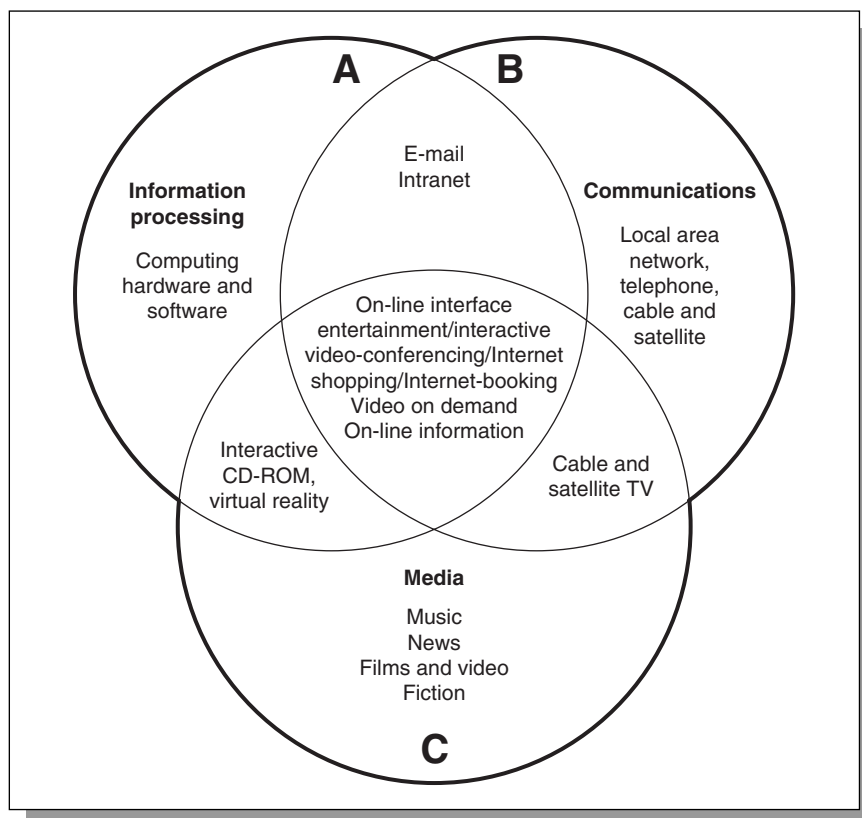 A
B
E-mail
Intranet
Information
processing
Computing
hardware and
software
Communications
Local area
network,
telephone,
cable and
satellite
On-line interface
entertainment/interactive
video-conferencing/Internet
shopping/Internet-booking
Video on demand
On-line information
Interactive
CD-ROM,
virtual reality
Cable and
satellite TV
Media
Music
News
Films and video
Fiction
C